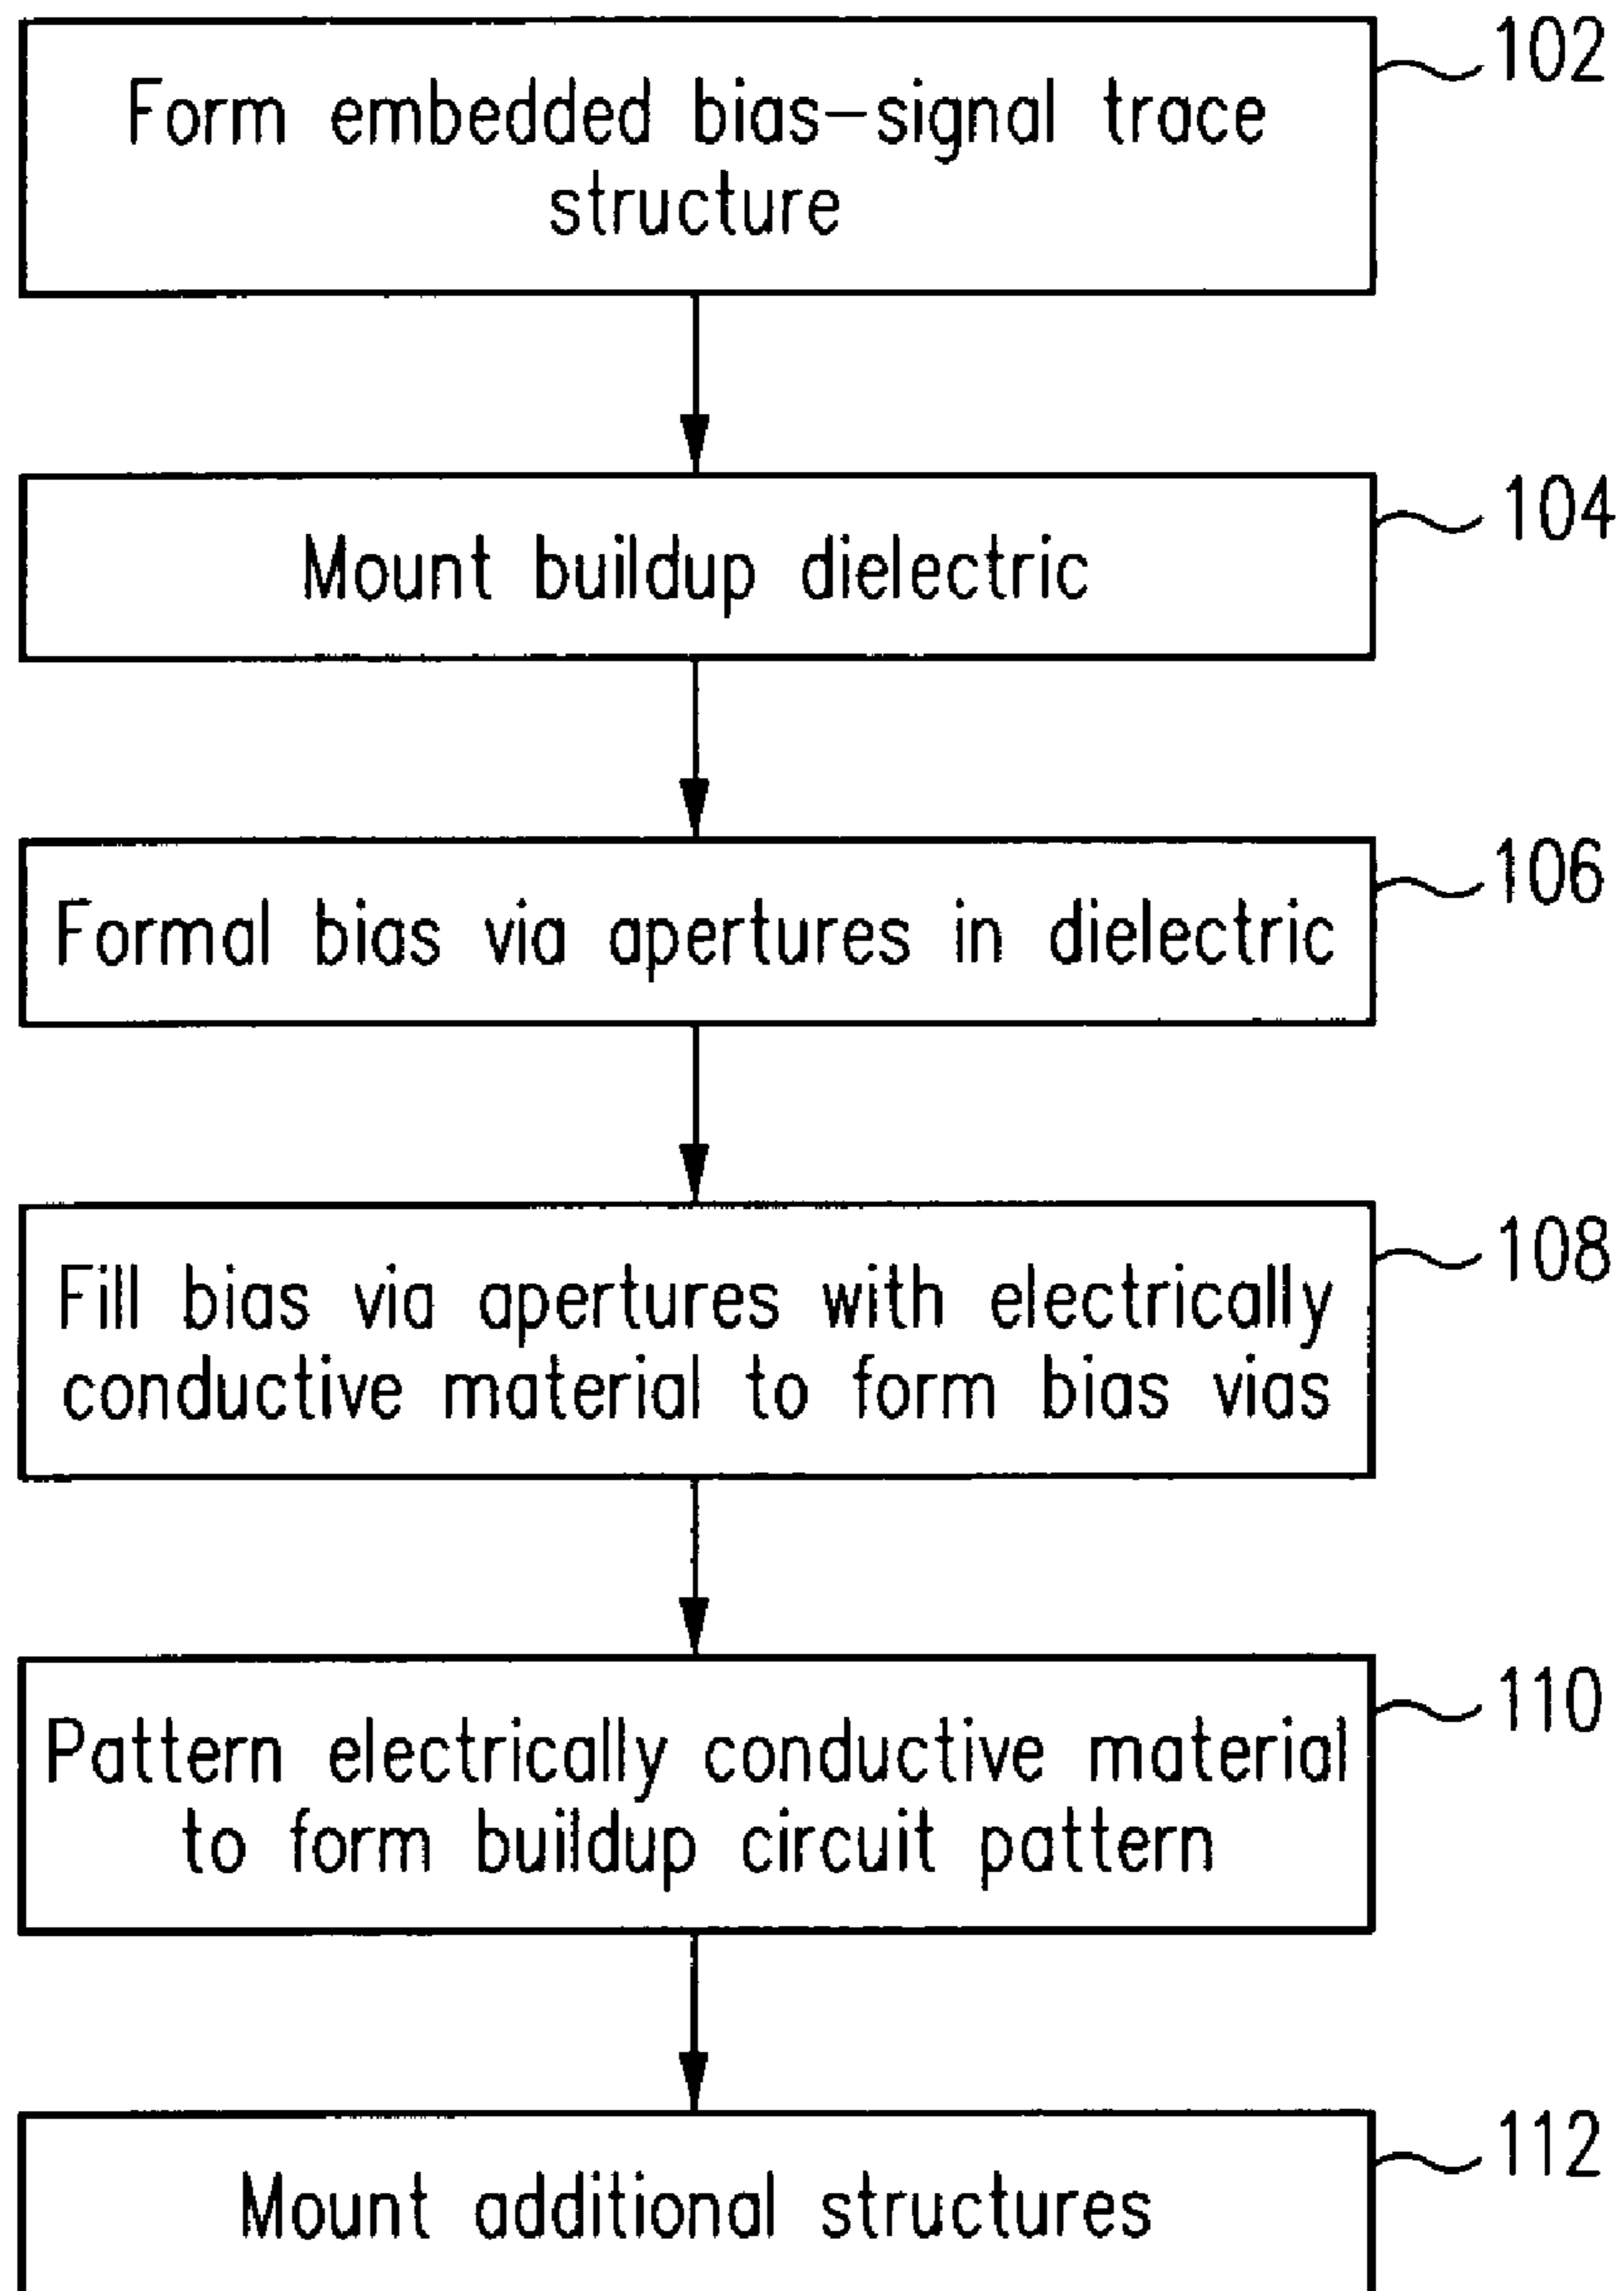 102
Form embedded bias-signal trace
structure
104
Mount buildup dielectric
106
Formal bias via apertures in dielectric
108
Fill bias via apertures with electrically
conductive material to form bias vias
110
Pattern electrically conductive material
to form buildup circuit pattern
112
Mount additional structures